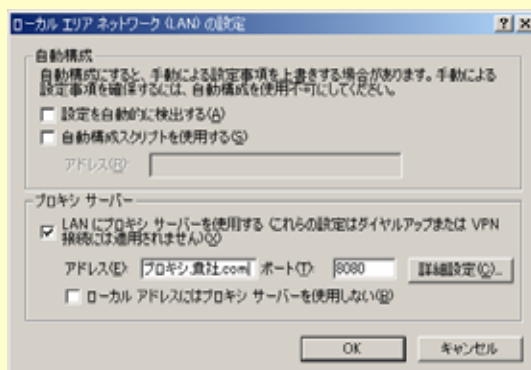 ローカル エリア ネットワーク (LAN) の設定
自動構成
自動構成にすると、手動による設定事項を上書きする場合があります。手動による
設定事項を確保するには、自動構成を使用不可にしてください。
設定を自動的に検出する(A)
自動構成スクリプトを使用する(S)
アドレス(R):
プロキシ サーバー
LAN にプロキシ サーバーを使用する (これらの設定はダイヤルアップまたは VPN
接続には適用されません)(X)
アドレス(E): プロキシ.貴社.com ポート(T): 8080 詳細設定(C)...
ローカル アドレスにはプロキシ サーバーを使用しない(B)
OK キャンセル